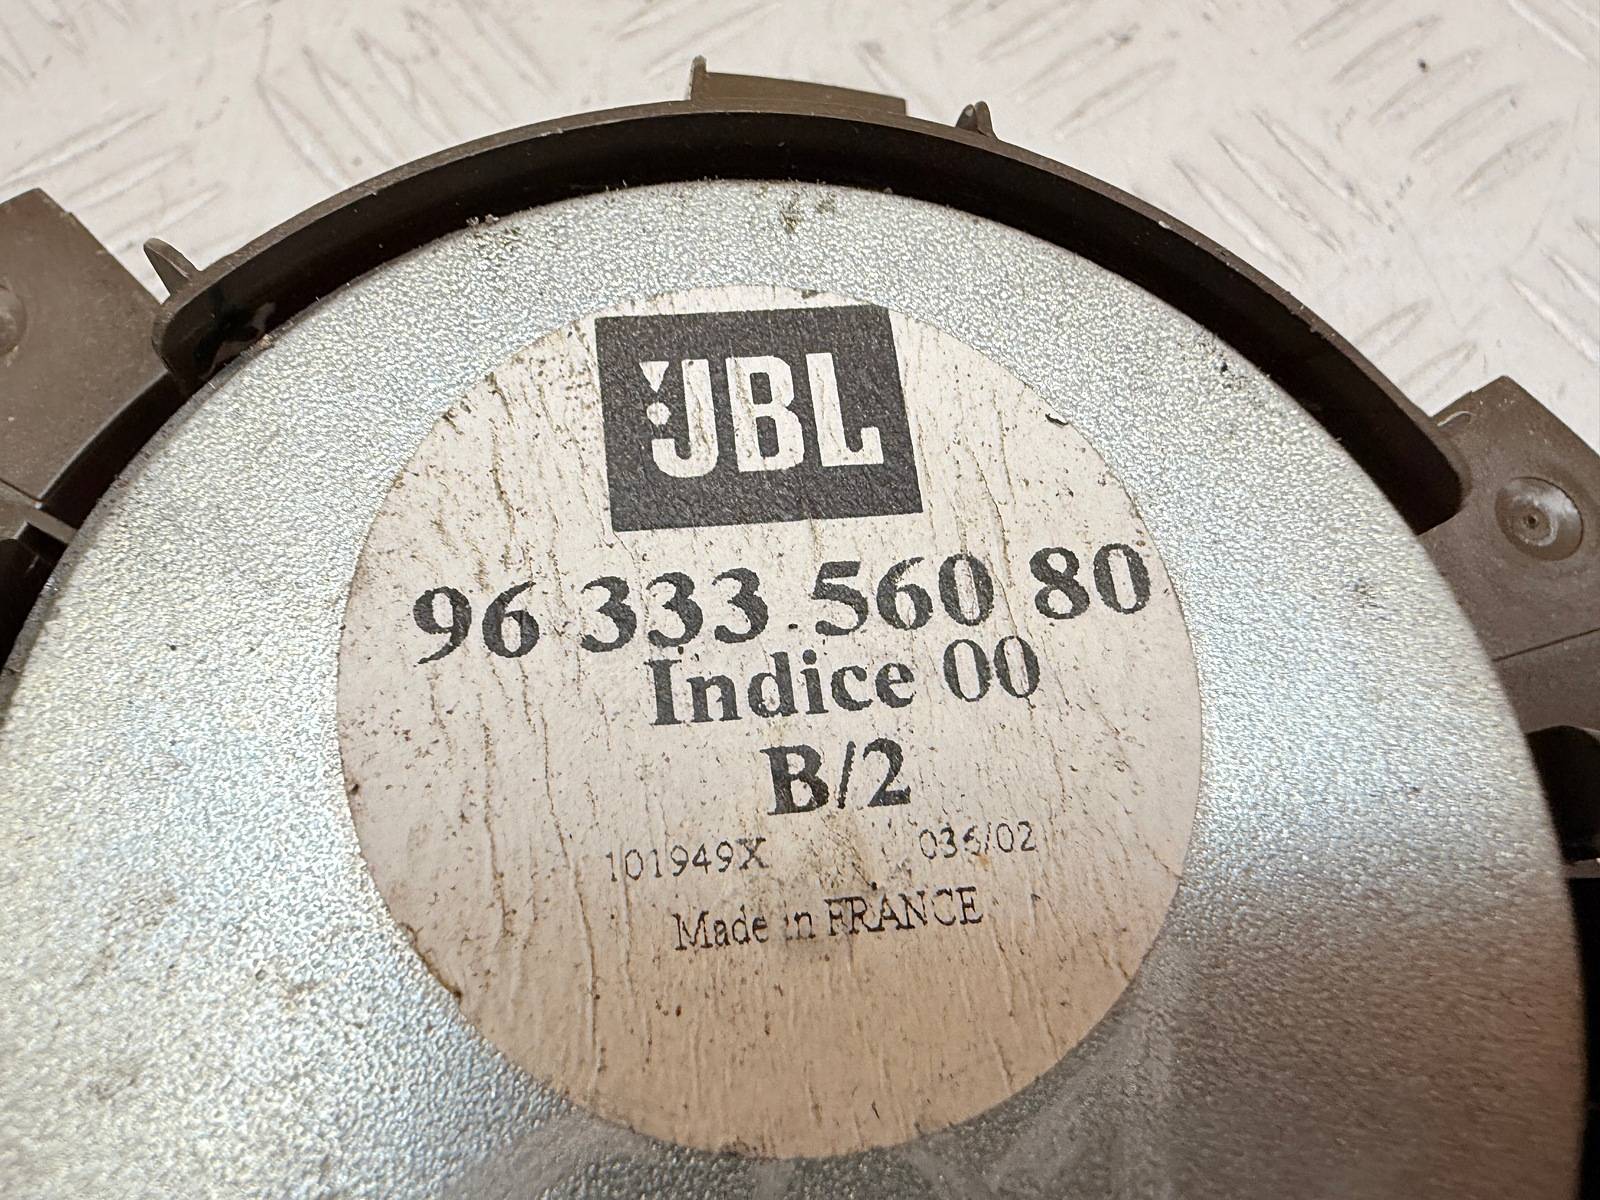 JBL
96 333 560 80
Indice 00
B/2
101949X 036/02
Made in FRANCE